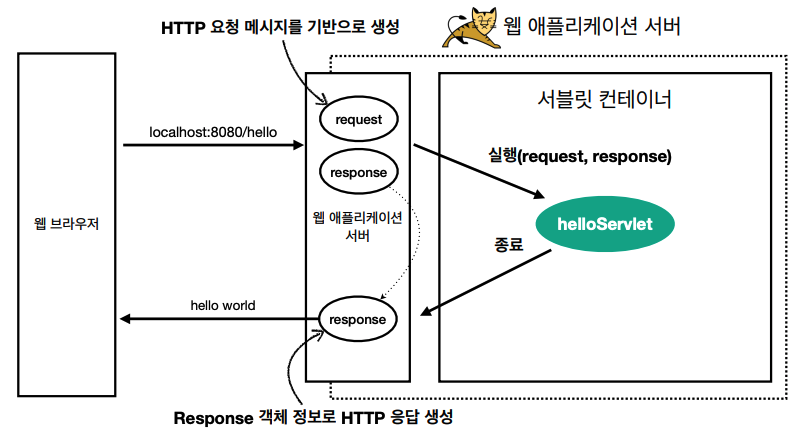 HTTP 요청 메시지를 기반으로 생성
웹 애플리케이션 서버
서블릿 컨테이너
request
localhost:8080/hello
실행(request, response)
response
웹 애플리케이션
서버
웹 브라우저
helloServlet
종료
hello world
response
Response 객체 정보로 HTTP 응답 생성